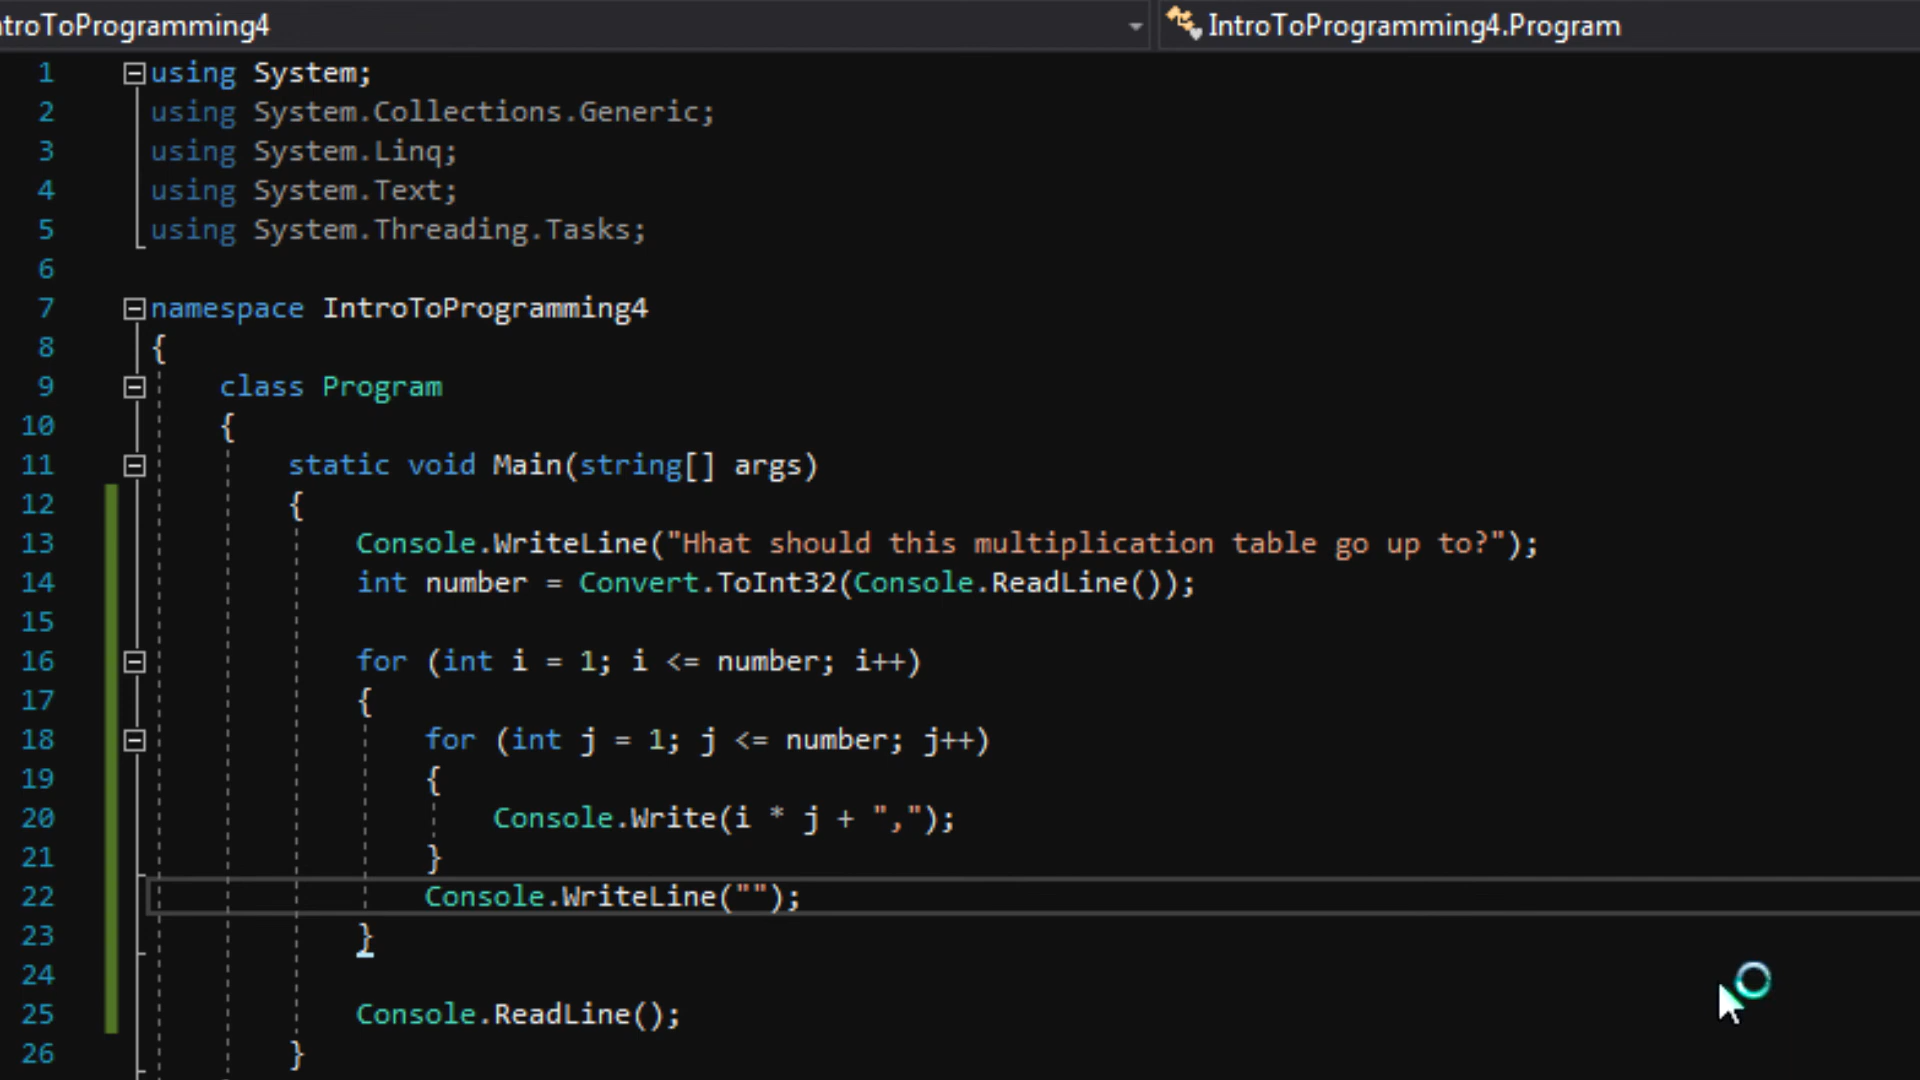 ntroToProgramming4
IntroToProgramming4.Program
1 using System;
2 using System.Collections.Generic;
3 using System.Linq;
4 using System.Text;
5 using System.Threading.Tasks;
6
7 namespace IntroToProgramming4
8 {
9 class Program
10 {
11 static void Main(string[] args)
12 {
13 Console.WriteLine("Hhat should this multiplication table go up to?");
14 int number = Convert.ToInt32(Console.ReadLine());
15
16 for (int i = 1; i <= number; i++)
17 {
18 for (int j = 1; j <= number; j++)
19 {
20 Console.Write(i * j + ",");
21 }
22 Console.WriteLine("");
23 }
24
25 Console.ReadLine();
26 }